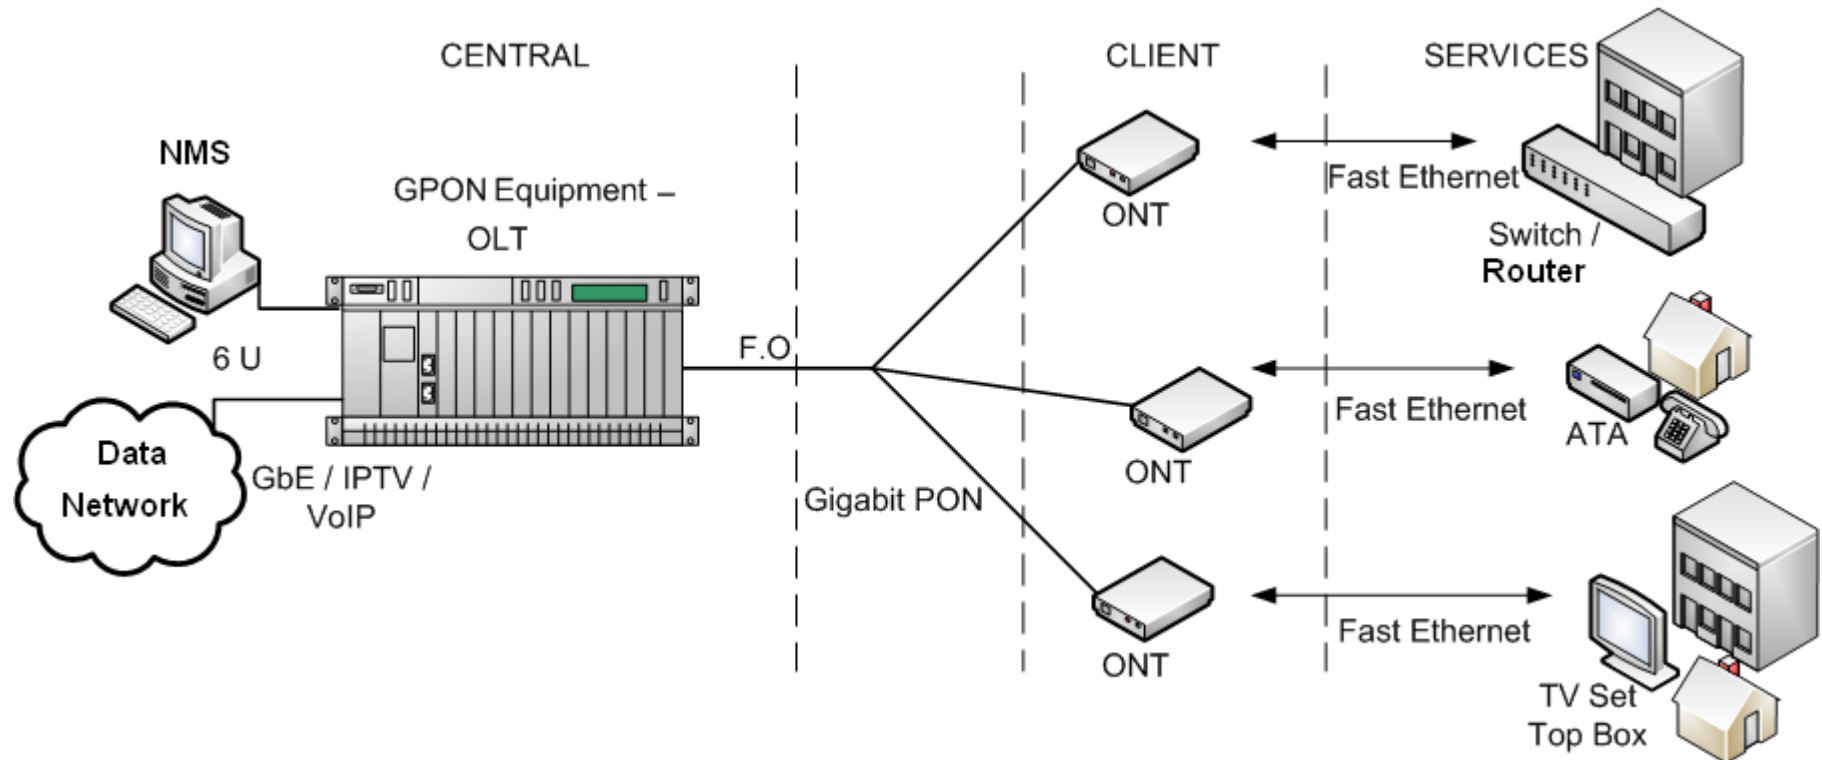 CENTRAL
CLIENT
SERVICES
NMS
GPON Equipment –
OLT
6 U
Data
Network
GbE / IPTV /
VoIP
F.O
Gigabit PON
ONT
Fast Ethernet
Switch /
Router
ONT
Fast Ethernet
ATA
ONT
Fast Ethernet
TV Set
Top Box